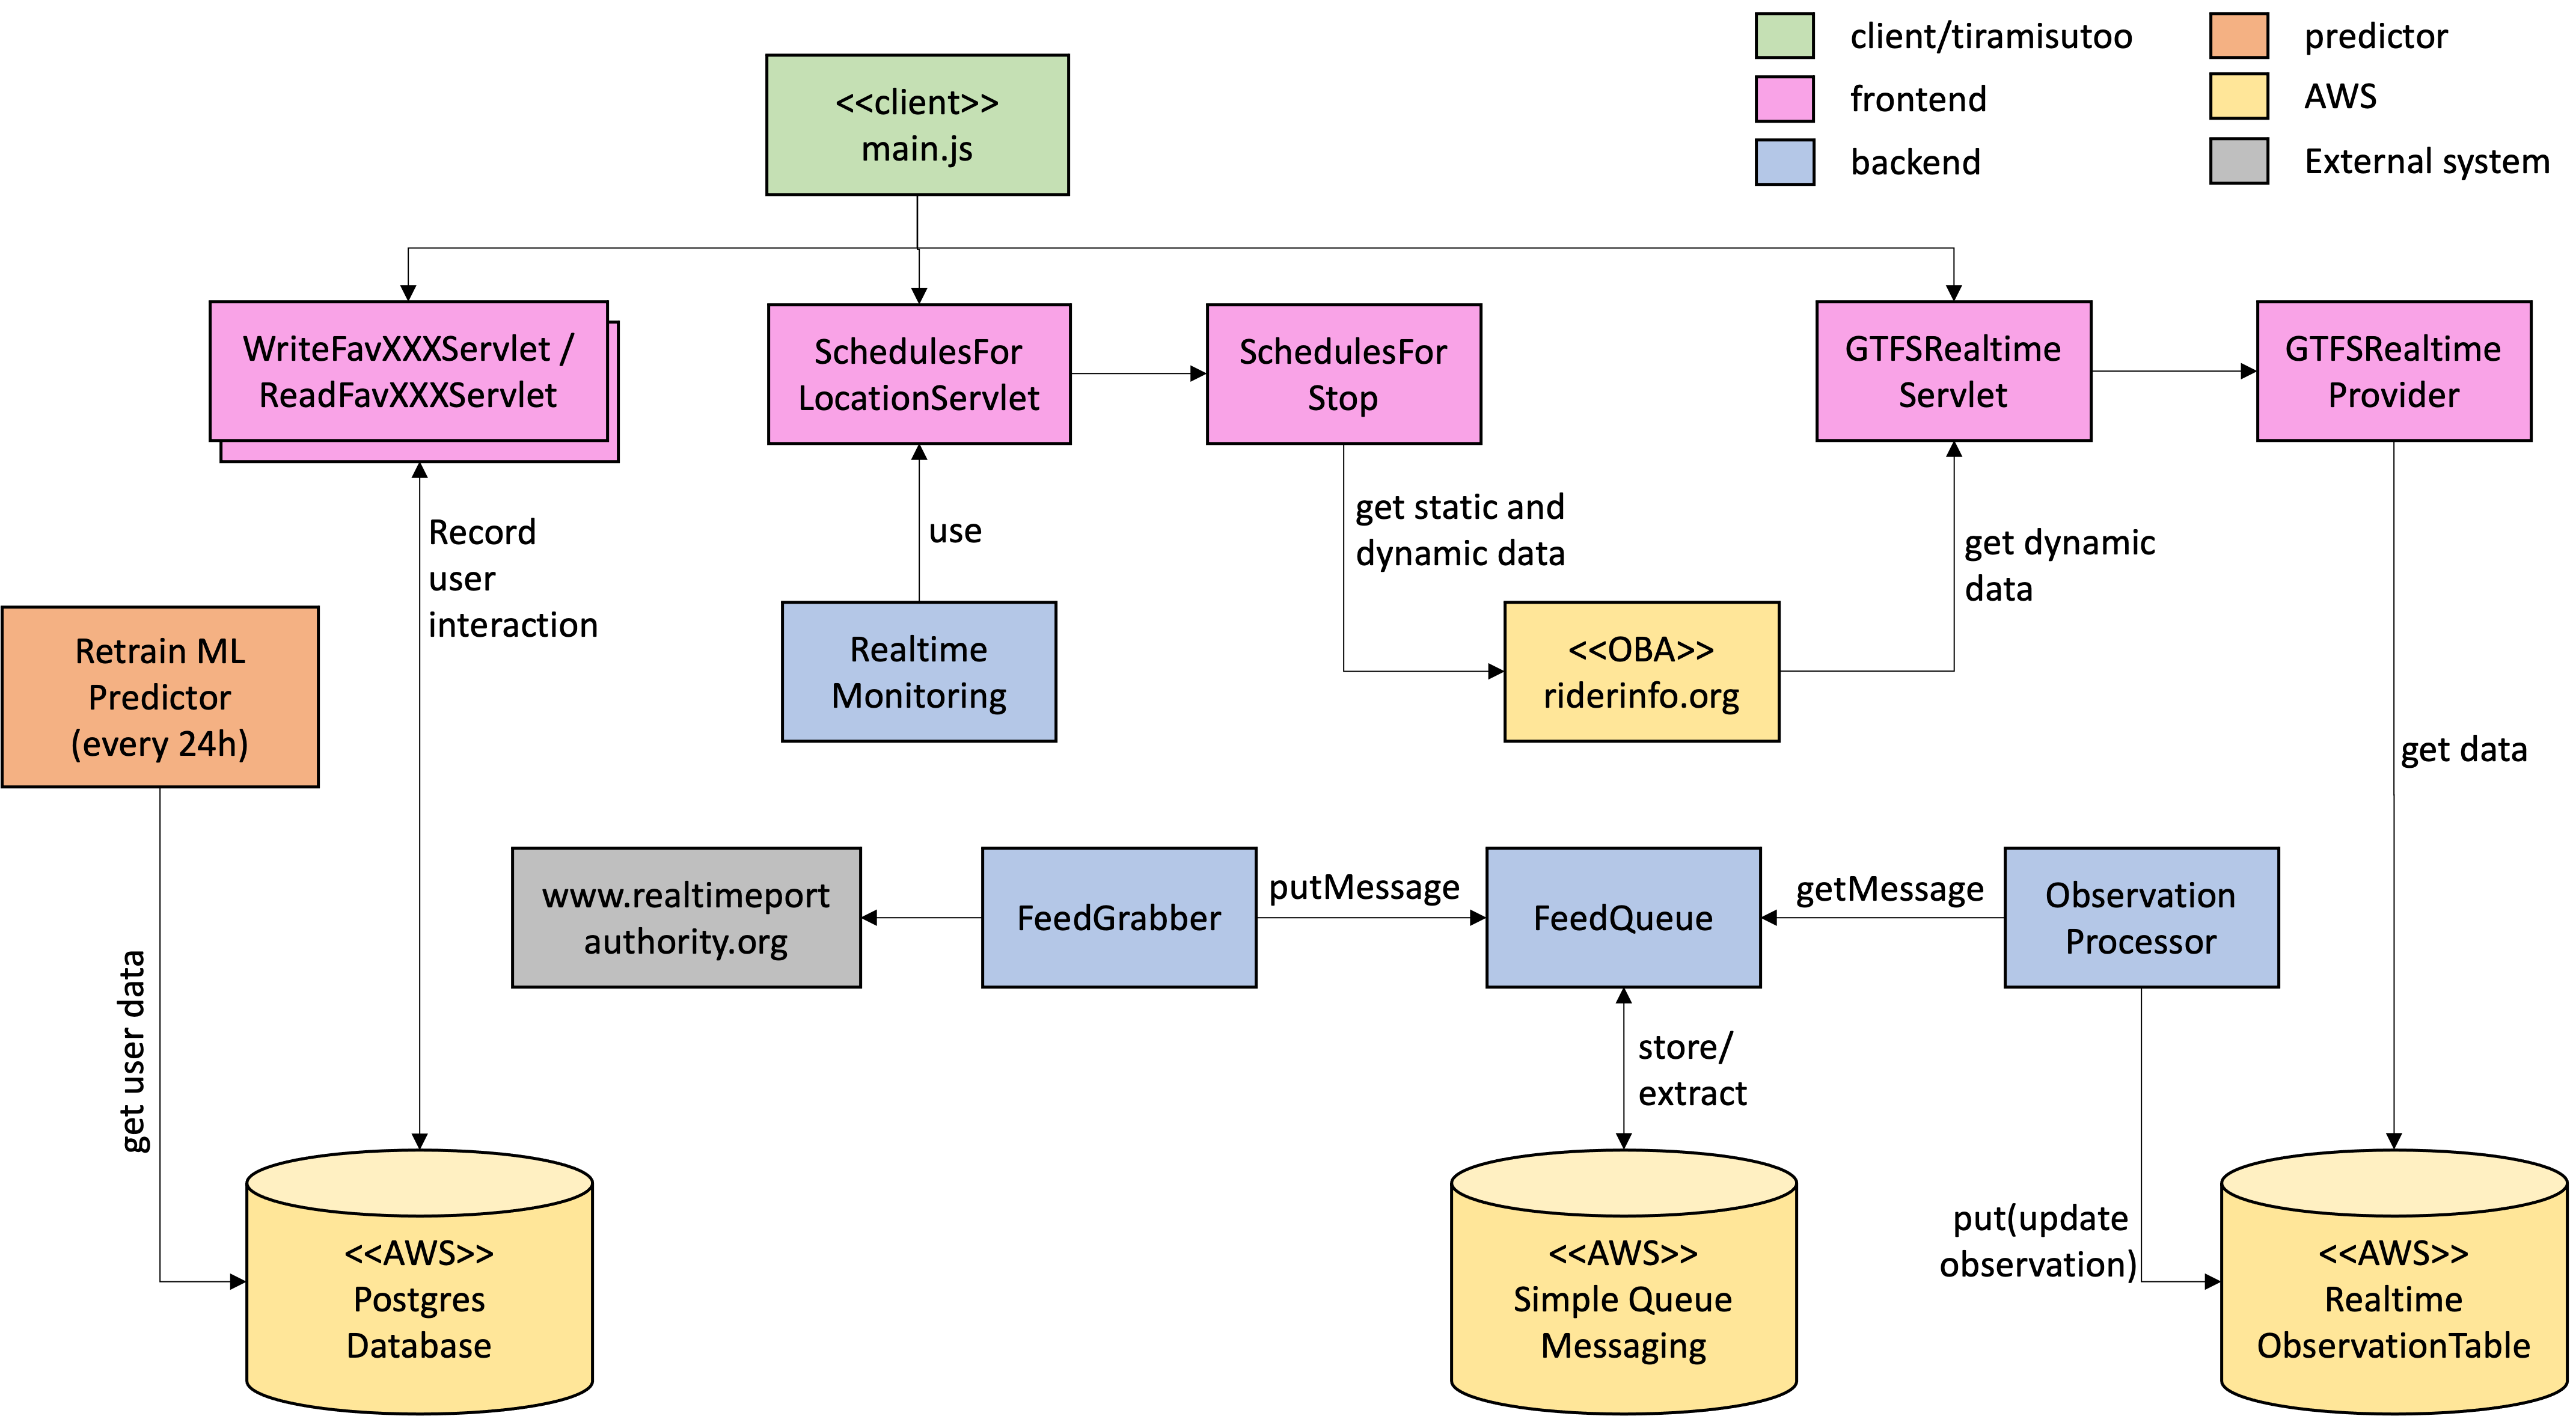 client/tiramisutoo
frontend
backend
predictor
AWS
External system
<<client>>
main.js
WriteFavXXXServlet /
ReadFavXXXServlet
SchedulesFor
LocationServlet
SchedulesFor
Stop
GTFSRealtime
Servlet
GTFSRealtime
Provider
Record
user
interaction
use
get static and
dynamic data
get dynamic
data
Retrain ML
Predictor
(every 24h)
Realtime
Monitoring
<<OBA>>
riderinfo.org
get data
www.realtimeport
authority.org
FeedGrabber
putMessage
FeedQueue
getMessage
Observation
Processor
get user data
store/
extract
put(update
observation)
<<AWS>>
Postgres
Database
<<AWS>>
Simple Queue
Messaging
<<AWS>>
Realtime
ObservationTable